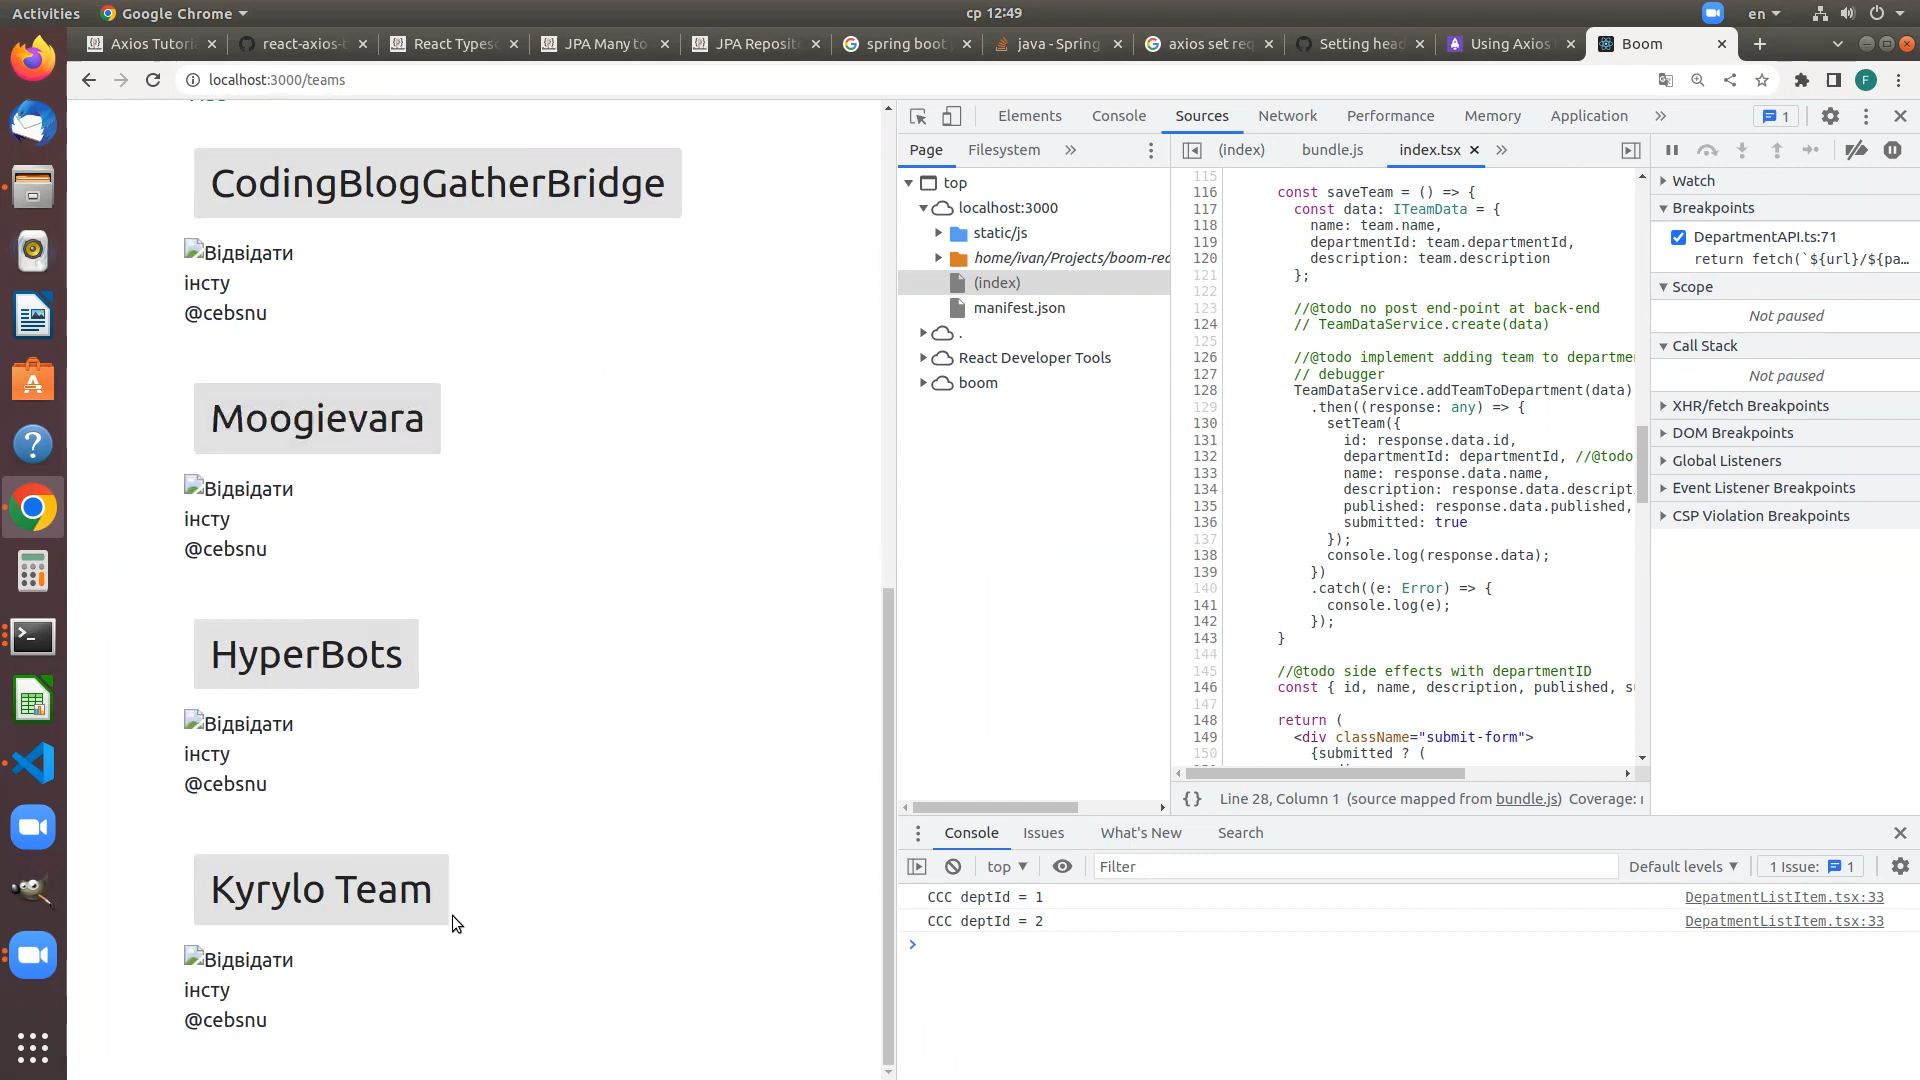 Activities
Google Chrome
ср 12:49
en
Axios Tutori
react-axios-t
React Typesc
JPA Many to
JPA Reposit
spring boot
java - Spring
axios set req
Setting head
Using Axios
Boom
localhost:3000/teams
CodingBlogGatherBridge
Відвідати
інсту
@cebsnu
Moogievara
Відвідати
інсту
@cebsnu
HyperBots
Відвідати
інсту
@cebsnu
Kyrylo Team
Відвідати
інсту
@cebsnu
Elements
Console
Sources
Network
Performance
Memory
Application
1
Page
Filesystem
(index)
bundle.js
index.tsx
top
localhost:3000
static/js
home/ivan/Projects/boom-rec
(index)
manifest.json
.
React Developer Tools
boom
115
116 const saveTeam = () => {
117 const data: ITeamData = {
118 name: team.name,
119 departmentId: team.departmentId,
120 description: team.description
121 };
122
123 //@todo no post end-point at back-end
124 // TeamDataService.create(data)
125
126 //@todo implement adding team to departme
127 // debugger
128 TeamDataService.addTeamToDepartment(data)
129 .then((response: any) => {
130 setTeam({
131 id: response.data.id,
132 departmentId: departmentId, //@todo
133 name: response.data.name,
134 description: response.data.descript
135 published: response.data.published,
136 submitted: true
137 });
138 console.log(response.data);
139 })
140 .catch((e: Error) => {
141 console.log(e);
142 });
143 }
144
145 //@todo side effects with departmentID
146 const { id, name, description, published, s
147
148 return (
149 <div className="submit-form">
150 {submitted ? (
{} Line 28, Column 1 (source mapped from bundle.js) Coverage:
Watch
Breakpoints
DepartmentAPI.ts:71
return fetch(`${url}/${pa…
Scope
Not paused
Call Stack
Not paused
XHR/fetch Breakpoints
DOM Breakpoints
Global Listeners
Event Listener Breakpoints
CSP Violation Breakpoints
Console
Issues
What's New
Search
top
Filter
Default levels
1 Issue: 1
CCC deptId = 1
DepatmentListItem.tsx:33
CCC deptId = 2
DepatmentListItem.tsx:33